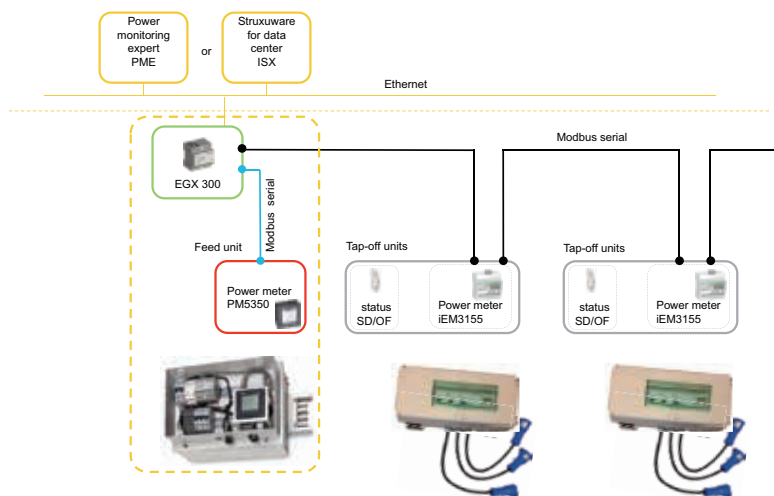 Power
monitoring
expert
PME
or
Struxuware
for data
center
ISX
Ethernet
EGX 300
Modbus serial
Modbus serial
Feed unit
Tap-off units
Tap-off units
Power meter
PM5350
status
SD/OF
Power meter
iEM3155
status
SD/OF
Power meter
iEM3155